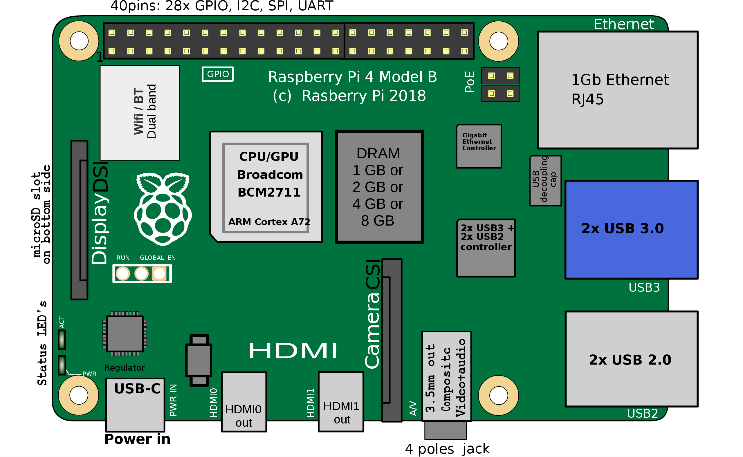 40pins: 28x GPIO, I2C, SPI, UART
Ethernet
1
GPIO
Raspberry Pi 4 Model B
(c) Rasberry Pi 2018
PoE
1Gb Ethernet
RJ45
Wifi / BT
Dual band
CPU/GPU
Broadcom
BCM2711
ARM Cortex A72
DRAM
1 GB or
2 GB or
4 GB or
8 GB
Gigabit
Ethernet
Controller
USB
decoupling
cap
microSD slot
on bottom side
DisplayDSI
2x USB3 +
2x USB2
controller
2x USB 3.0
USB3
RUN
GLOBAL EN
CameraCSI
Status LED's
ACT
PWR
Regulator
HDMI
USB-C
PWR IN
Power in
HDMI0
HDMI0
out
HDMI1
HDMI1
out
A/V
3.5mm out
Compositc
Video+audio
4 poles jack
2x USB 2.0
USB2